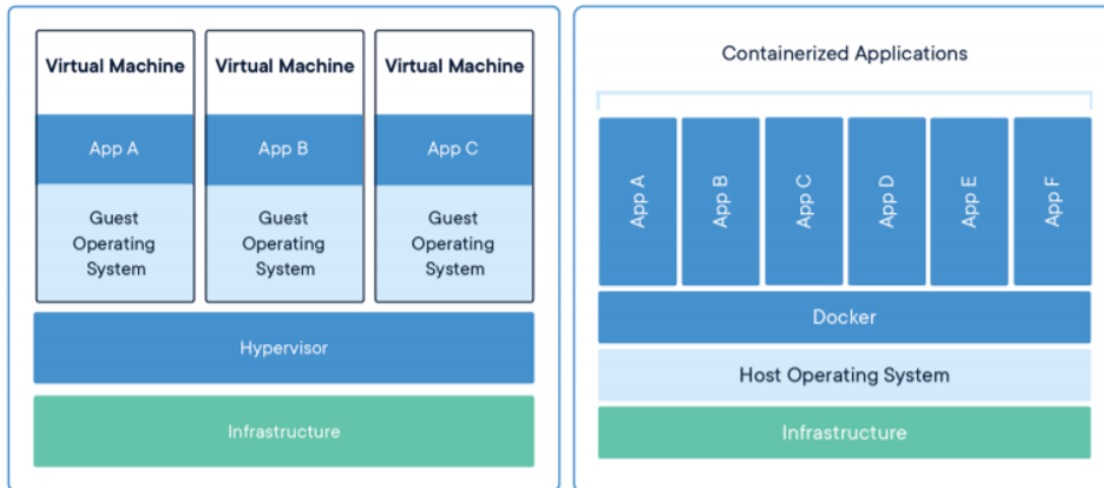 Virtual Machine
App A
Guest
Operating
System
Virtual Machine
App B
Guest
Operating
System
Virtual Machine
App C
Guest
Operating
System
Hypervisor
Infrastructure
Containerized Applications
App A
App B
App C
App D
App E
App F
Docker
Host Operating System
Infrastructure